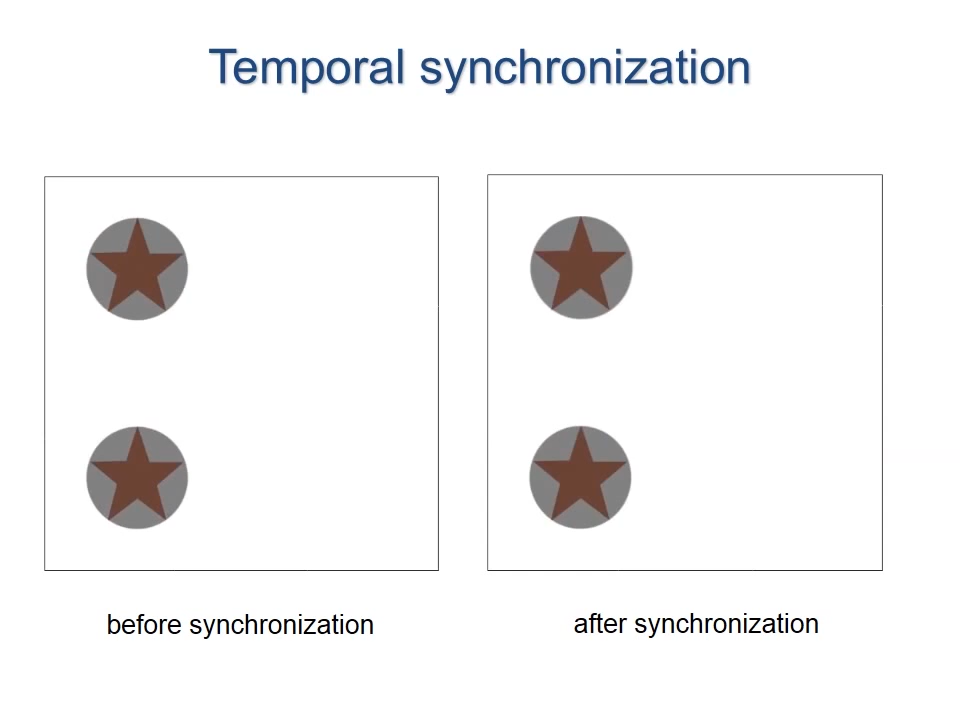 Temporal synchronization
before synchronization
after synchronization